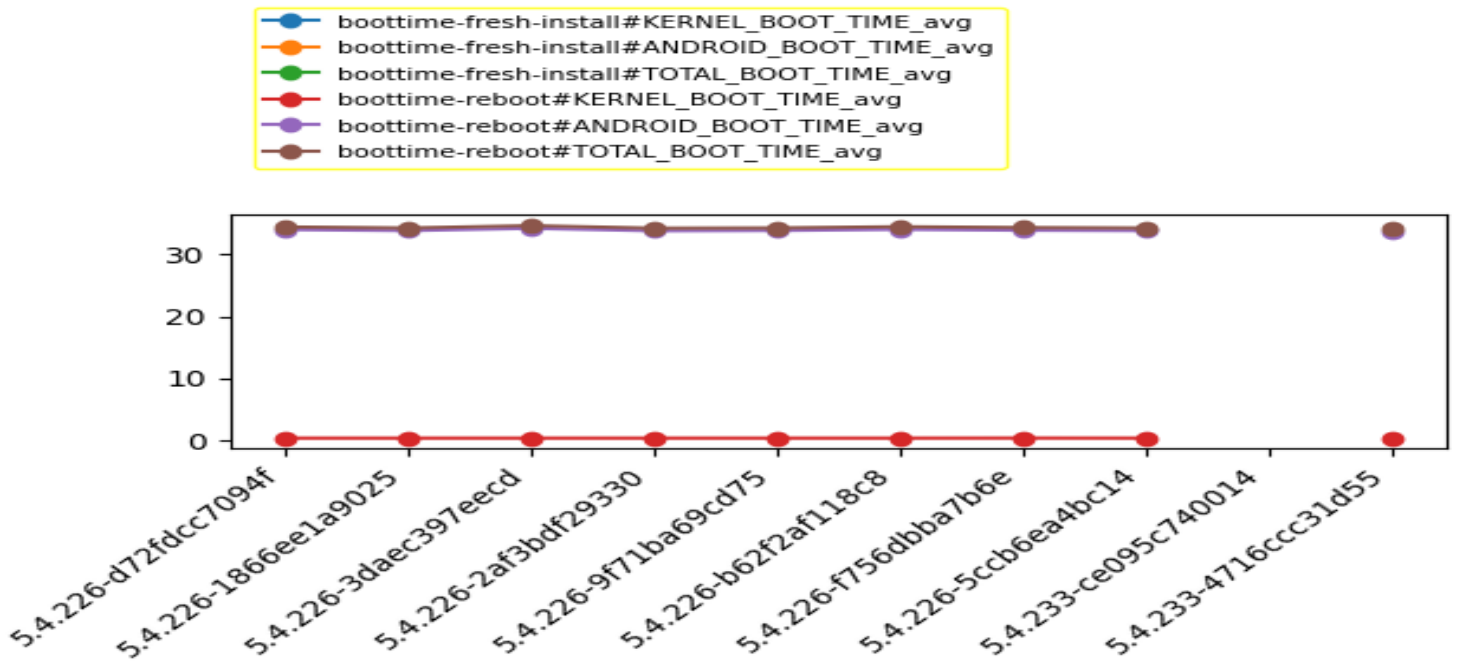 boottime-fresh-install#KERNEL_BOOT_TIME_avg
boottime-fresh-install#ANDROID_BOOT_TIME_avg
boottime-fresh-install#TOTAL_BOOT_TIME_avg
boottime-reboot#KERNEL_BOOT_TIME_avg
boottime-reboot#ANDROID_BOOT_TIME_avg
boottime-reboot#TOTAL_BOOT_TIME_avg
30
20
10
0
5.4.226-d72fdcc7094f
5.4.226-1866ee1a9025
5.4.226-3daec397eecd
5.4.226-2af3bdf29330
5.4.226-9f71ba69cd75
5.4.226-b62f2af118c8
5.4.226-f756dbba7b6e
5.4.226-5ccb6ea4bc14
5.4.233-ce095c740014
5.4.233-4716ccc31d55